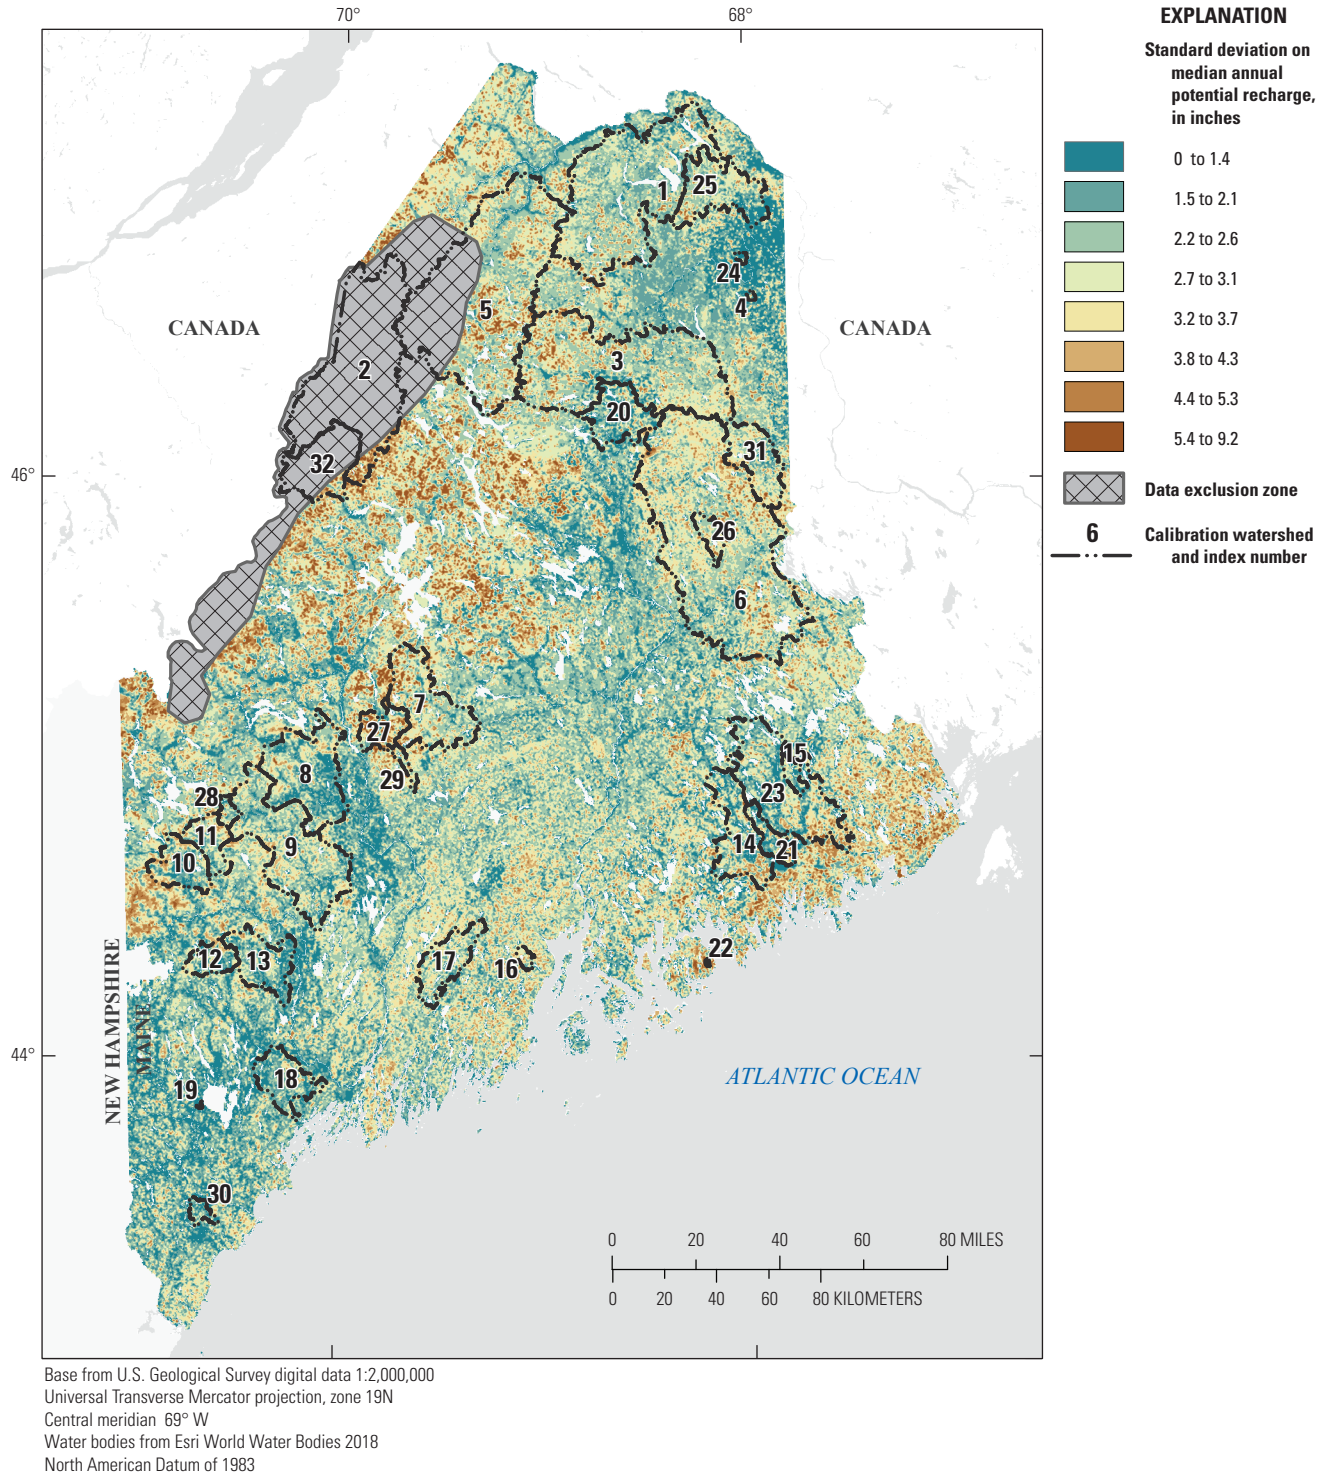 70°
68°
EXPLANATION
Standard deviation on
median annual
potential recharge,
in inches
0 to 1.4
1.5 to 2.1
2.2 to 2.6
2.7 to 3.1
3.2 to 3.7
3.8 to 4.3
4.4 to 5.3
5.4 to 9.2
Data exclusion zone
6
Calibration watershed
and index number
1
25
24
4
5
CANADA
CANADA
3
2
20
31
32
46°
26
6
7
27
15
8
29
23
28
11
14
21
9
10
22
12
13
17
16
NEW HAMPSHIRE
MAINE
44°
18
ATLANTIC OCEAN
19
30
0 20 40 60 80 MILES
0 20 40 60 80 KILOMETERS
Base from U.S. Geological Survey digital data 1:2,000,000
Universal Transverse Mercator projection, zone 19N
Central meridian 69° W
Water bodies from Esri World Water Bodies 2018
North American Datum of 1983